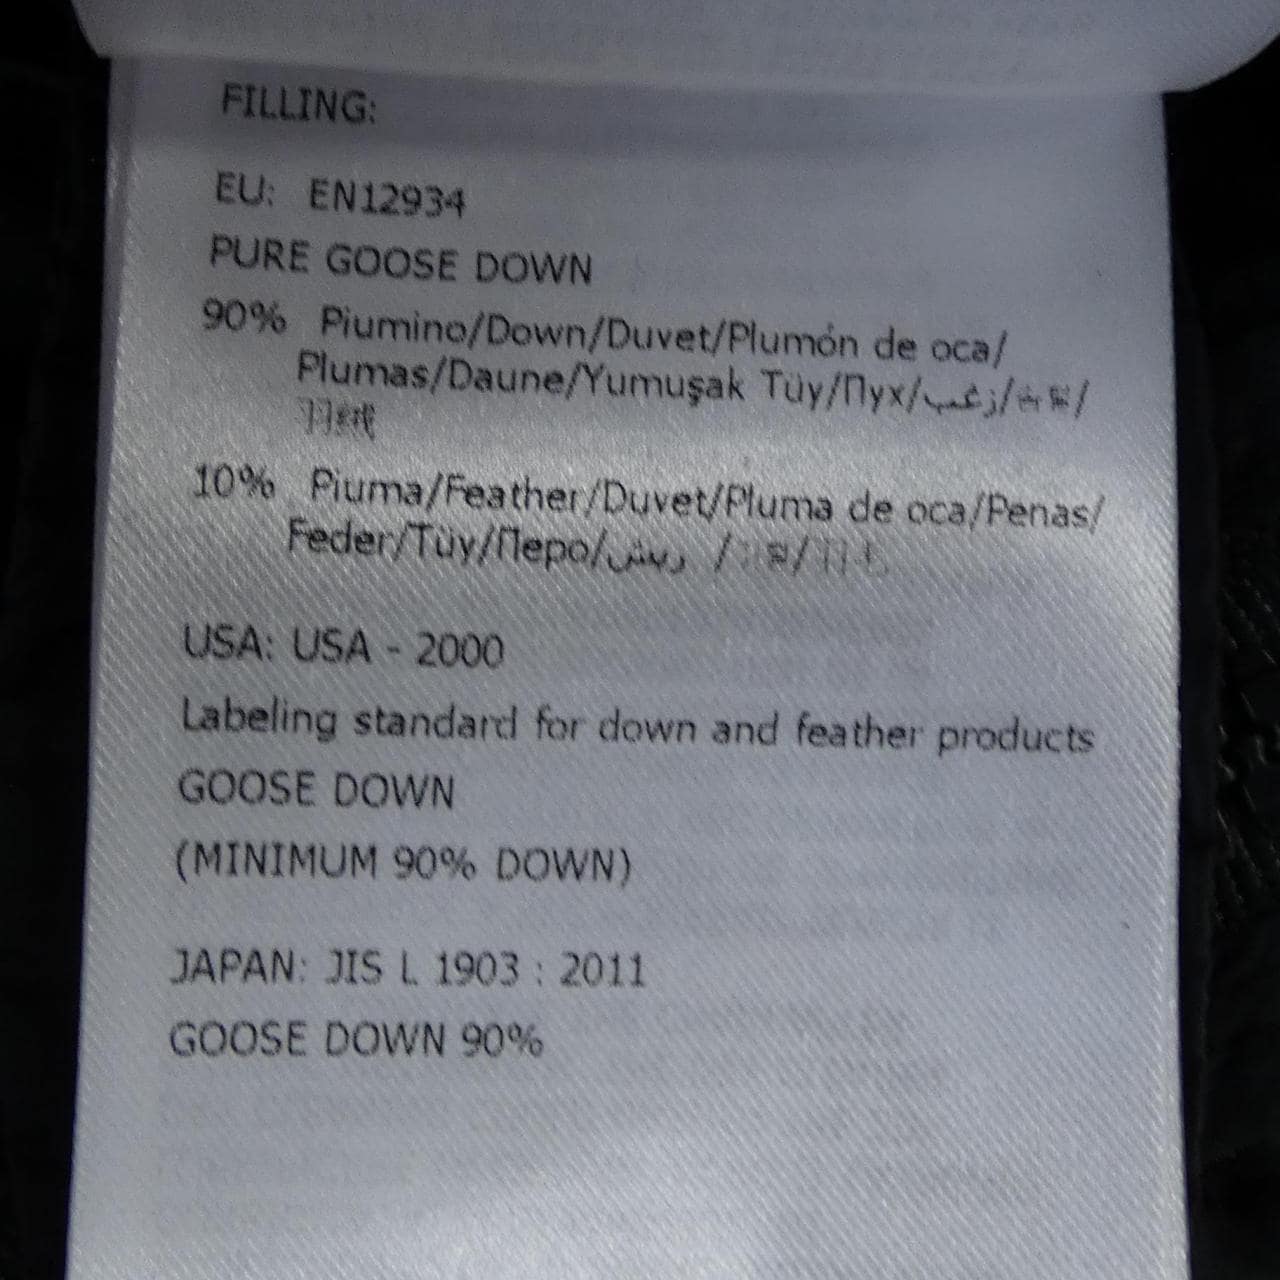 FILLING:
EU: EN12934
PURE GOOSE DOWN
90% Piumino/Down/Duvet/Plumón de oca/
Plumas/Daune/Yumuşak Tüy/Пух/زغب/
羽绒
10% Piuma/Feather/Duvet/Pluma de oca/Penas/
Feder/Tüy/Перо/ريش /
USA: USA - 2000
Labeling standard for down and feather products
GOOSE DOWN
(MINIMUM 90% DOWN)
JAPAN: JIS L 1903 : 2011
GOOSE DOWN 90%